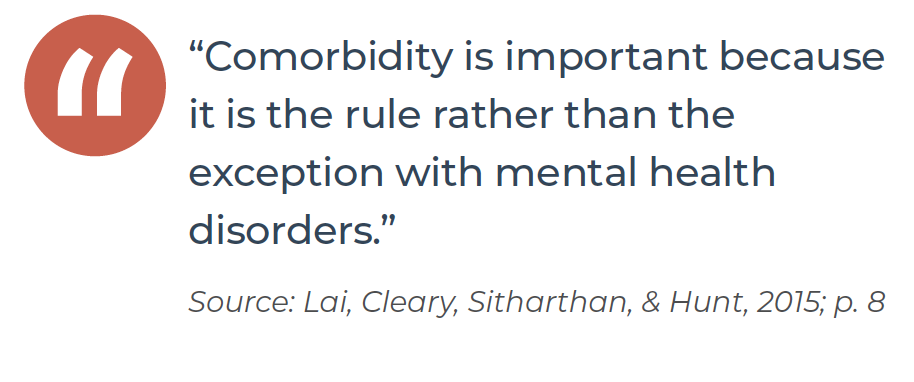 “Comorbidity is important because
it is the rule rather than the
exception with mental health
disorders.”
Source: Lai, Cleary, Sitharthan, & Hunt, 2015; p. 8